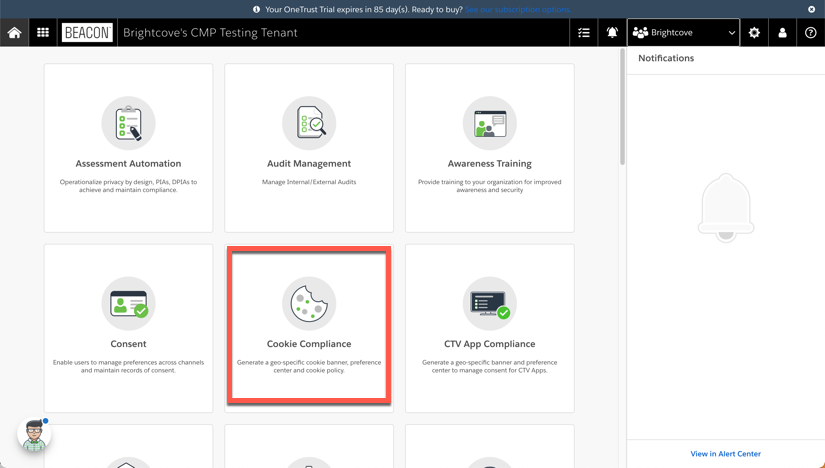 Your OneTrust Trial expires in 85 day(s). Ready to buy? See our subscription options.
BEACON
Brightcove's CMP Testing Tenant
Brightcove
Notifications
Assessment Automation
Operationalize privacy by design, PIAs, DPIAs to
achieve and maintain compliance.
Audit Management
Manage Internal/External Audits
Awareness Training
Provide training to your organization for improved
awareness and security
Consent
Enable users to manage preferences across channels
and maintain records of consent.
Cookie Compliance
Generate a geo-specific cookie banner, preference
center and cookie policy.
CTV App Compliance
Generate a geo-specific banner and preference
center to manage consent for CTV Apps.
View in Alert Center